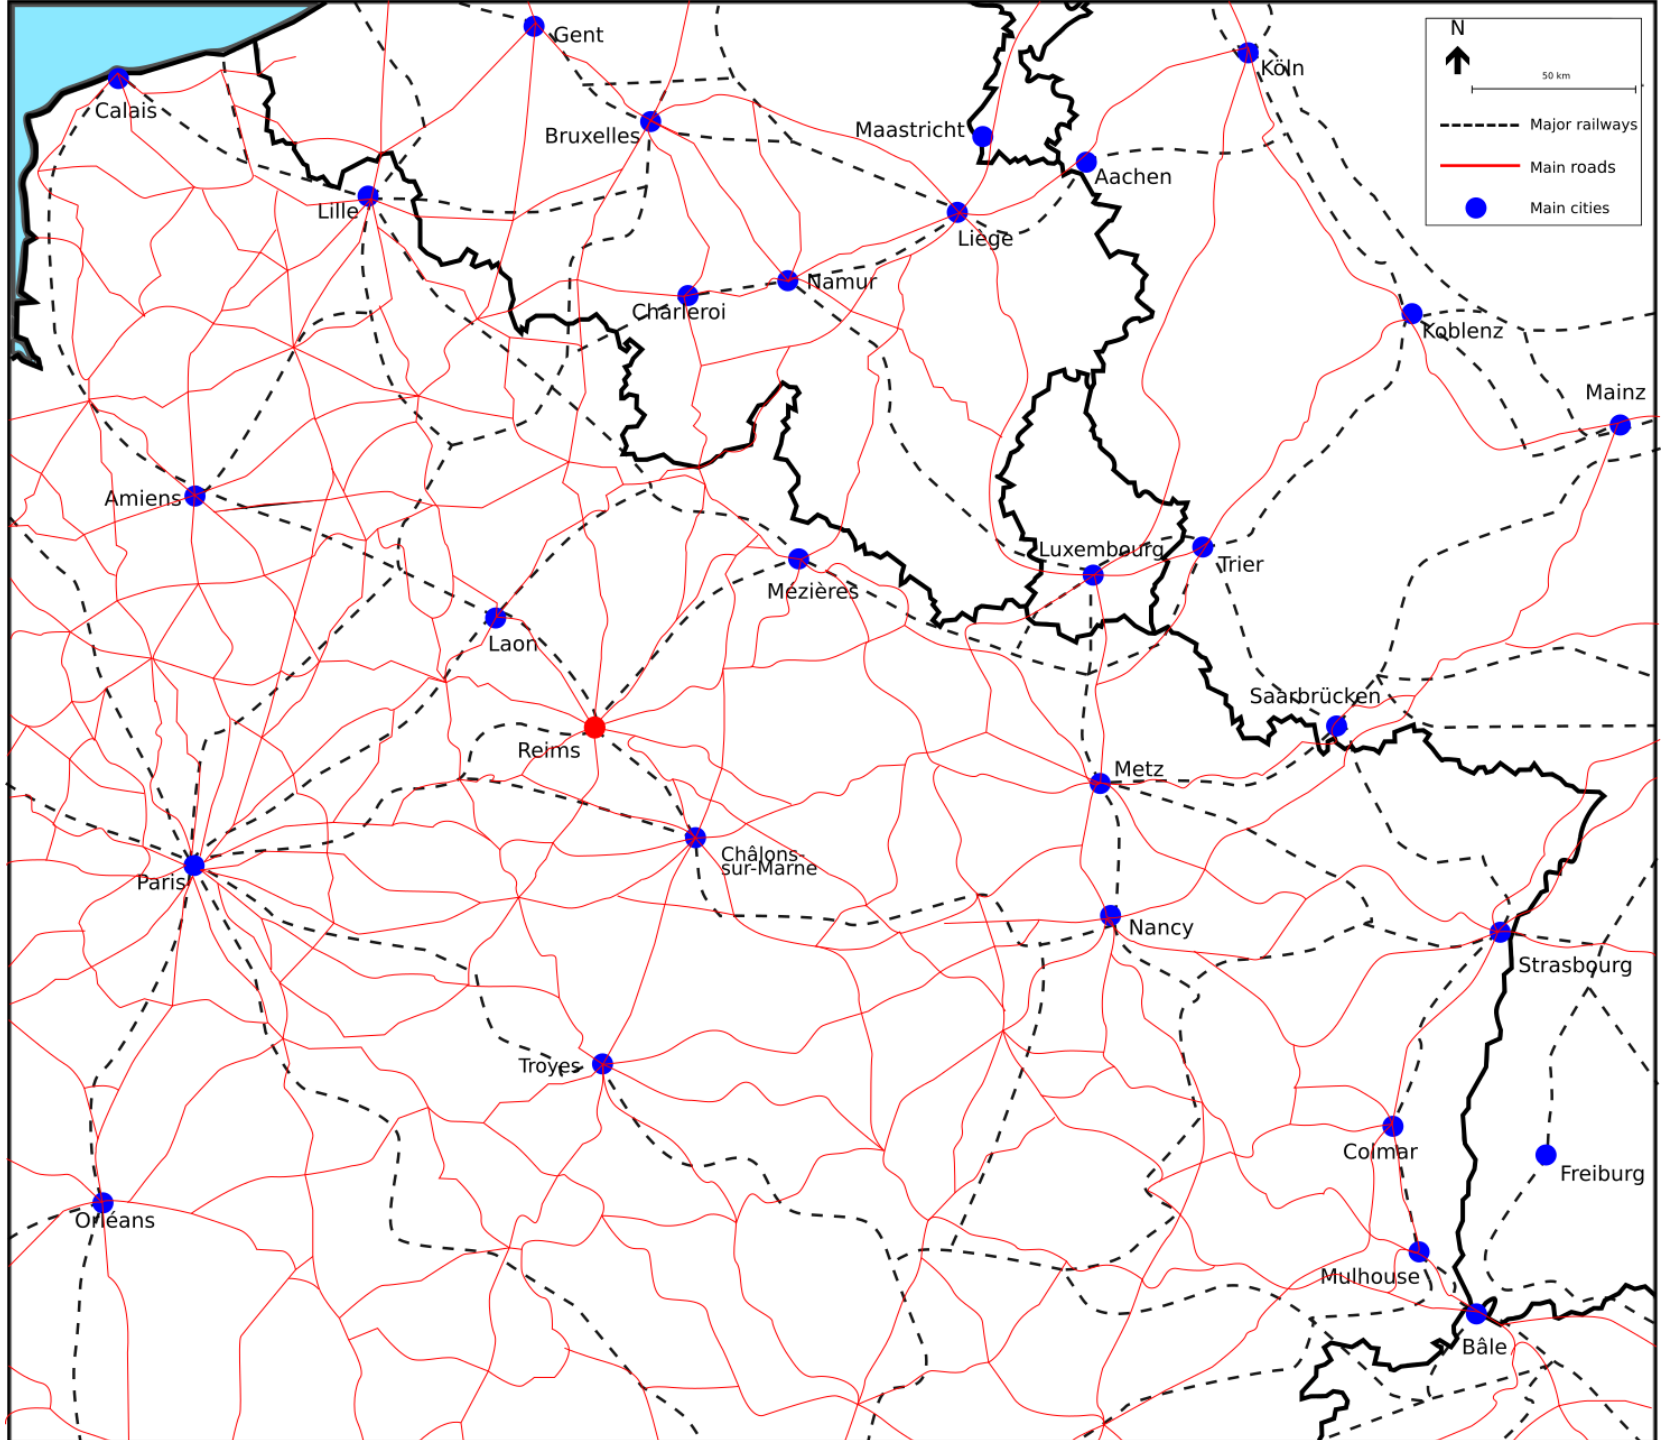 Gent
N
Köln
50 km
Calais
Bruxelles
Maastricht
Major railways
Aachen
Main roads
Lille
Main cities
Liège
Namur
Charleroi
Koblenz
Mainz
Amiens
Luxembourg
Trier
Mézières
Laon
Saarbrücken
Reims
Metz
Châlons-
sur-Marne
Paris
Nancy
Strasbourg
Troyes
Colmar
Freiburg
Orléans
Mulhouse
Bâle